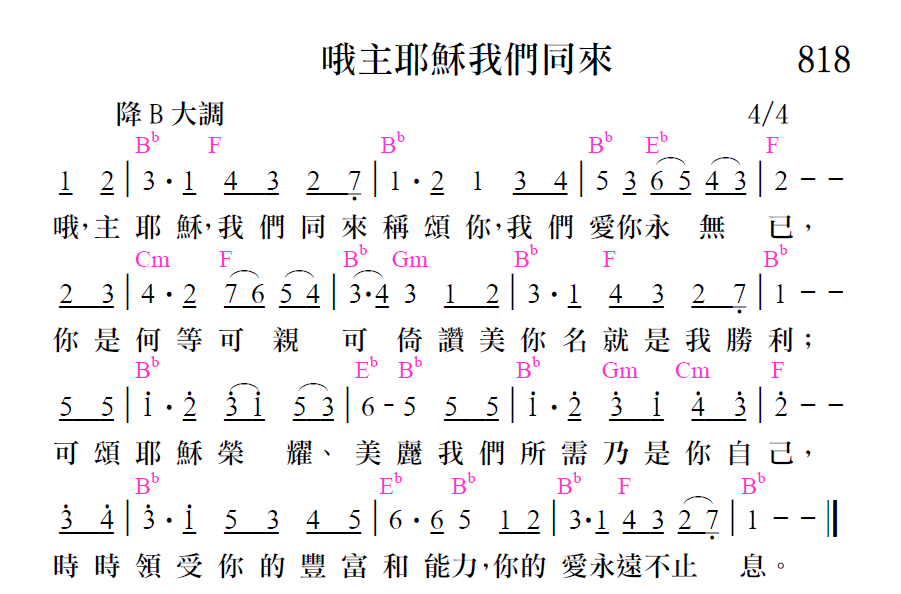 哦主耶穌我們同來 818
降 B 大調 4/4
B♭ F B♭ B♭ E♭ F
1 2 | 3 · 1 4 3 2 7̣ | 1 · 2 1 3 4 | 5 3 6 5 4 3 | 2 - -
哦,主耶穌,我們同來稱頌你,我們愛你永無已,
Cm F B♭ Gm B♭ F B♭
2 3 | 4 · 2 7 6 5 4 | 3·4 3 1 2 | 3 · 1 4 3 2 7̣ | 1 - -
你是何等可親可倚讚美你名就是我勝利;
B♭ E♭ B♭ B♭ Gm Cm F
5 5 | 1̇ · 2̇ 3̇ 1̇ 5 3 | 6 - 5 5 5 | 1̇ · 2̇ 3̇ 1̇ 4̇ 3̇ | 2̇ - -
可頌耶穌榮耀、美麗我們所需乃是你自己,
B♭ E♭ B♭ B♭ F B♭
3̇ 4̇ | 3̇ · 1̇ 5 3 4 5 | 6 · 6 5 1 2 | 3·1 4 3 2 7̣ | 1 - - ‖
時時領受你的豐富和能力,你的愛永遠不止息。